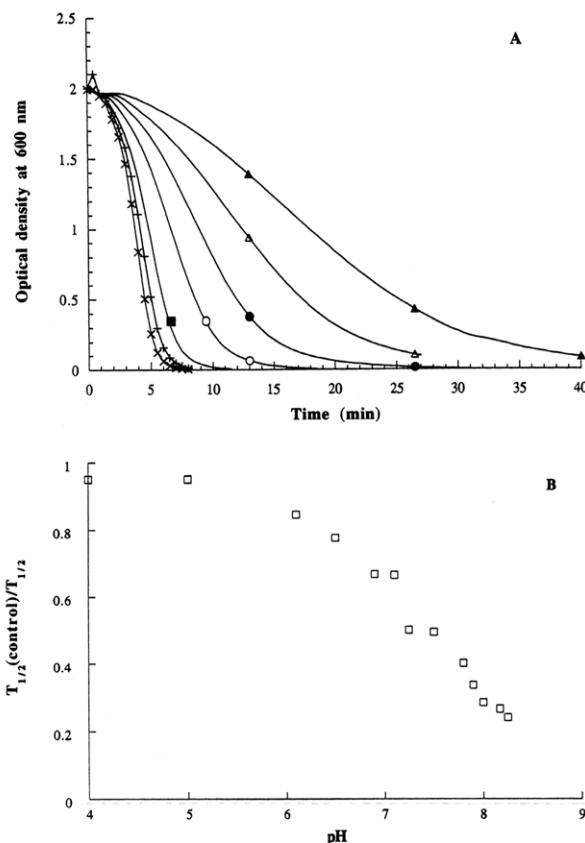 2.5
A
2
1.5
1
0.5
0
Optical density at 600 nm
0 5 10 15 20 25 30 35 40
Time (min)
1
B
0.8
0.6
0.4
0.2
0
T1/2(control)/T1/2
4 5 6 7 8 9
pH